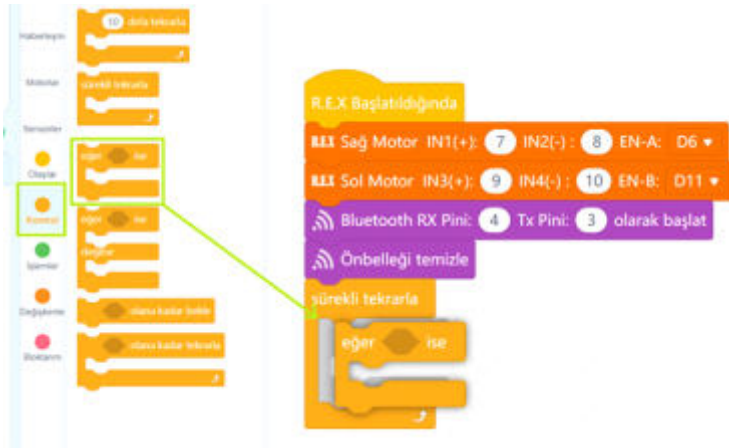 Haberleşme
10 defa tekrarla
Motorlar
sürekli tekrarla
Sensörler
eğer ise
Olaylar
Kontrol
eğer ise
değilse
İşlemler
Değişkenler
olana kadar bekle
olana kadar tekrarla
Bloklarım
R.E.X Başlatıldığında
R.E.X Sağ Motor IN1(+): 7 IN2(-) : 8 EN-A: D6
R.E.X Sol Motor IN3(+): 9 IN4(-) : 10 EN-B: D11
Bluetooth RX Pini: 4 Tx Pini: 3 olarak başlat
Önbelleği temizle
sürekli tekrarla
eğer ise